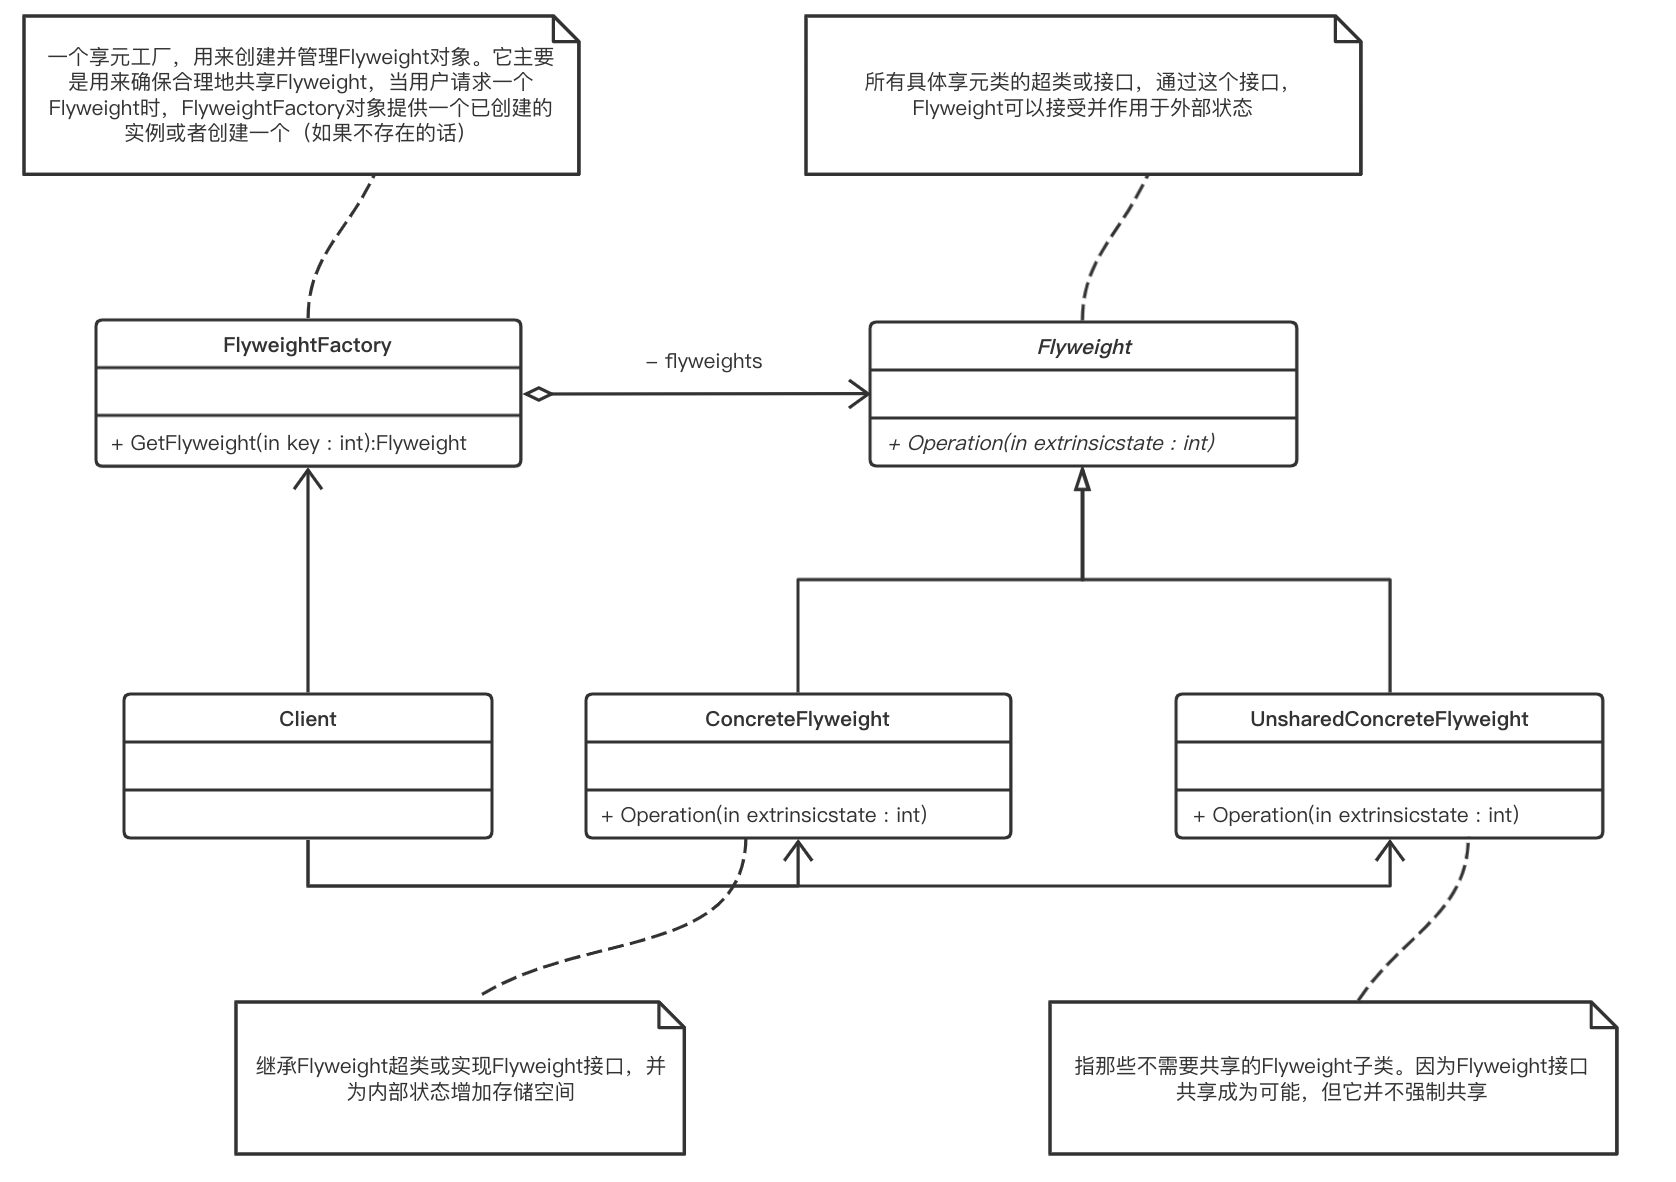 一个享元工厂，用来创建并管理Flyweight对象。它主要
是用来确保合理地共享Flyweight，当用户请求一个
Flyweight时，FlyweightFactory对象提供一个已创建的
实例或者创建一个（如果不存在的话）
所有具体享元类的超类或接口，通过这个接口，
Flyweight可以接受并作用于外部状态
FlyweightFactory
+ GetFlyweight(in key : int):Flyweight
– flyweights
Flyweight
+ Operation(in extrinsicstate : int)
Client
ConcreteFlyweight
+ Operation(in extrinsicstate : int)
UnsharedConcreteFlyweight
+ Operation(in extrinsicstate : int)
继承Flyweight超类或实现Flyweight接口，并
为内部状态增加存储空间
指那些不需要共享的Flyweight子类。因为Flyweight接口
共享成为可能，但它并不强制共享